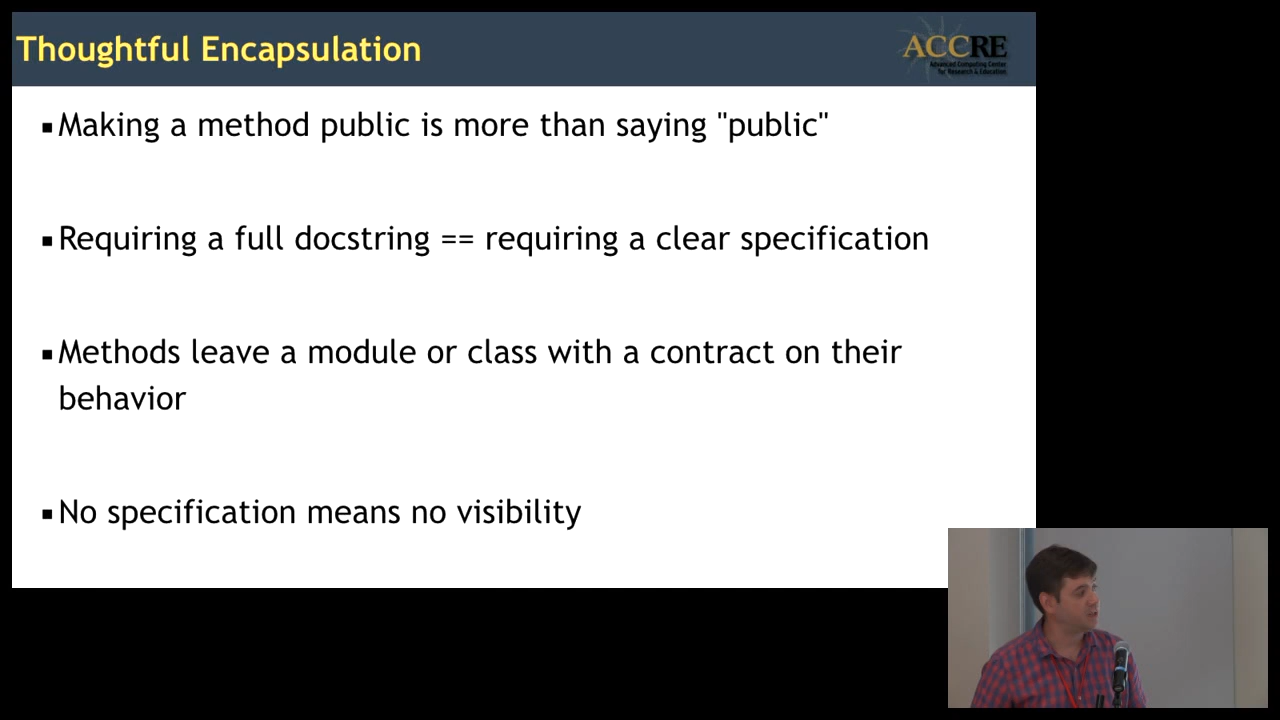 Thoughtful Encapsulation
ACCRE
Advanced Computing Center
for Research & Education
▪Making a method public is more than saying "public"
▪Requiring a full docstring == requiring a clear specification
▪Methods leave a module or class with a contract on their
behavior
▪No specification means no visibility